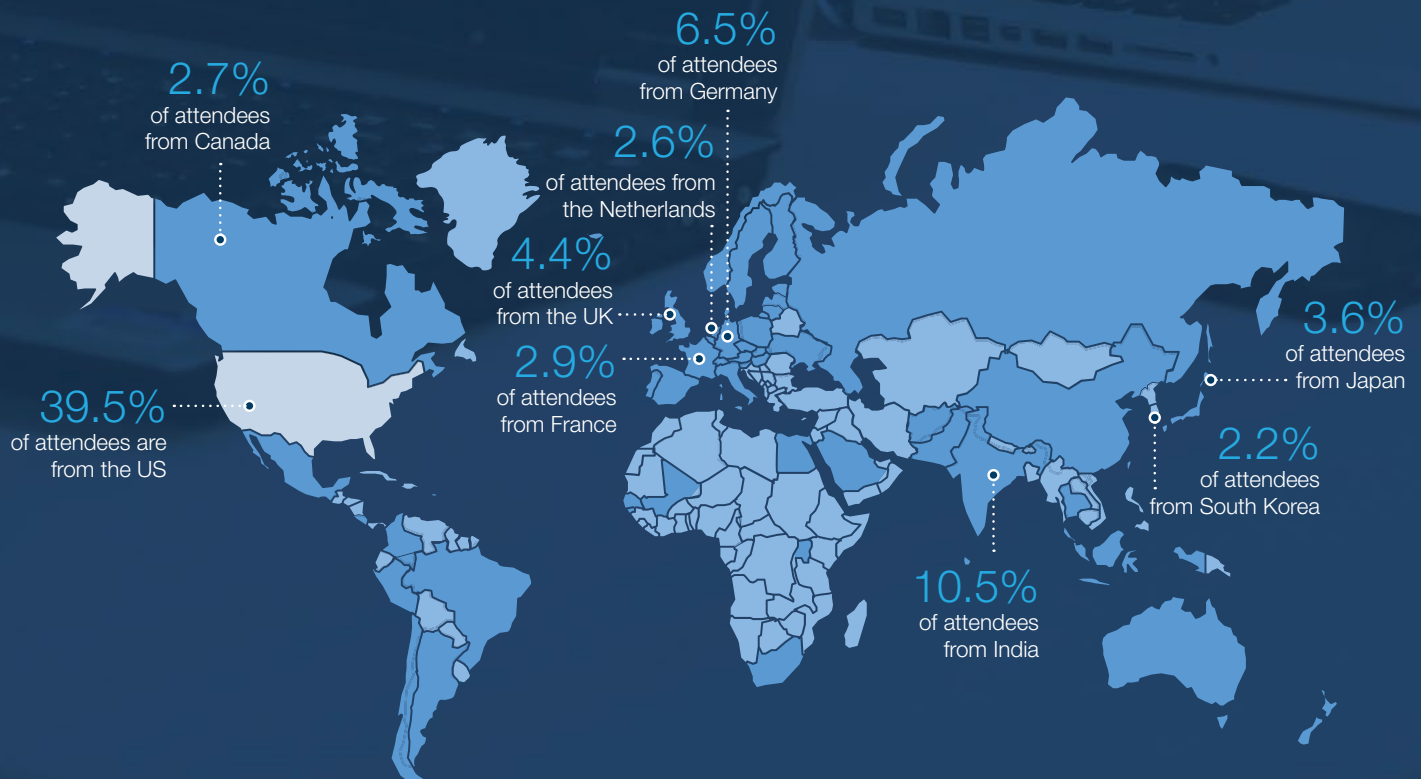 6.5%
of attendees
from Germany
2.7%
of attendees
from Canada
2.6%
of attendees from
the Netherlands
4.4%
of attendees
from the UK
2.9%
of attendees
from France
3.6%
of attendees
from Japan
39.5%
of attendees are
from the US
2.2%
of attendees
from South Korea
10.5%
of attendees
from India